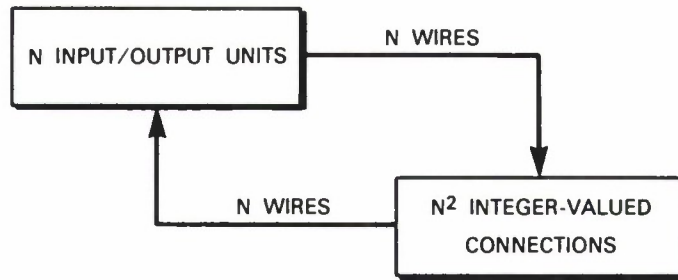 N INPUT/OUTPUT UNITS
N WIRES
N WIRES
N² INTEGER-VALUED
CONNECTIONS